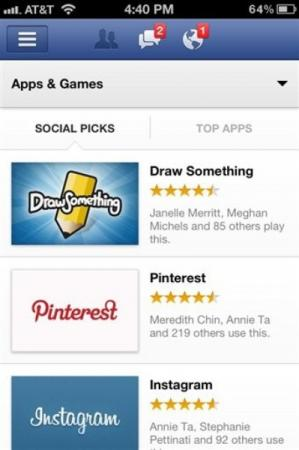 AT&T 4:40 PM 64%
2 1
Apps & Games
SOCIAL PICKS TOP APPS
Draw Something
DrawSomething
Janelle Merritt, Meghan
Michels and 85 others play
this.
Pinterest
Pinterest
Meredith Chin, Annie Ta
and 219 others use this.
Instagram
Instagram
Annie Ta, Stephanie
Pettinati and 92 others use
this.